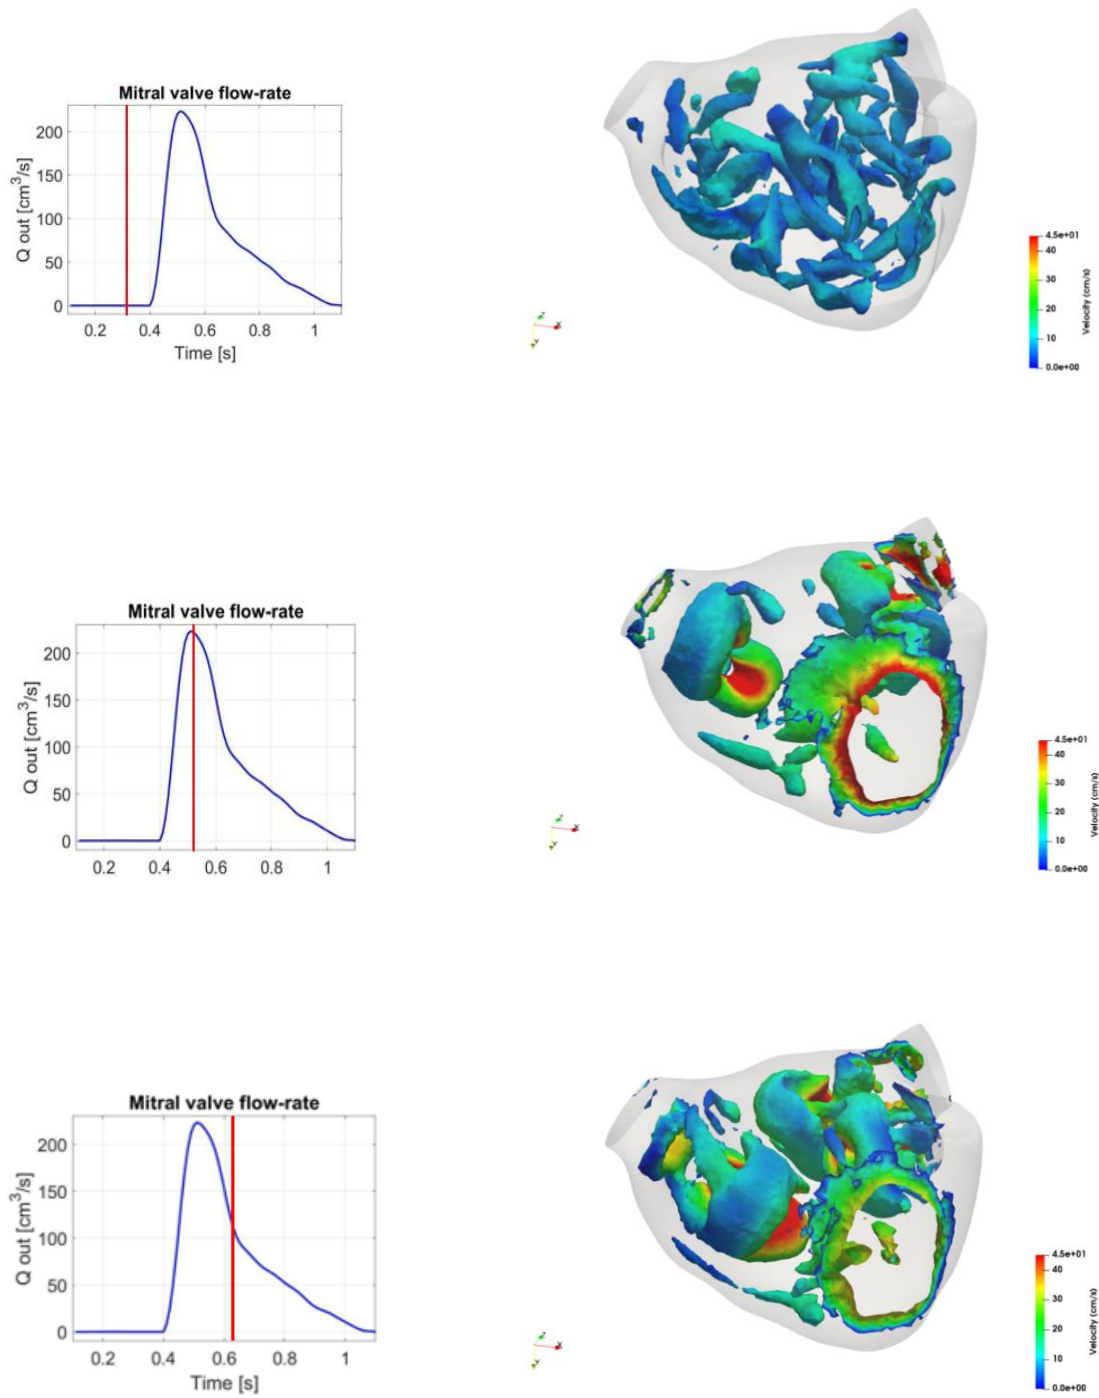 Mitral valve flow-rate
Q out [cm³/s]
200
150
100
50
0
0.2 0.4 0.6 0.8 1
Time [s]
Z
X
Y
4.5e+01
40
30
20
10
0.0e+00
Velocity (cm/s)
Mitral valve flow-rate
Q out [cm³/s]
200
150
100
50
0
0.2 0.4 0.6 0.8 1
Z
X
Y
4.5e+01
40
30
20
10
0.0e+00
Velocity (cm/s)
Mitral valve flow-rate
Q out [cm³/s]
200
150
100
50
0
0.2 0.4 0.6 0.8 1
Time [s]
Z
X
Y
4.5e+01
40
30
20
10
0.0e+00
Velocity (cm/s)